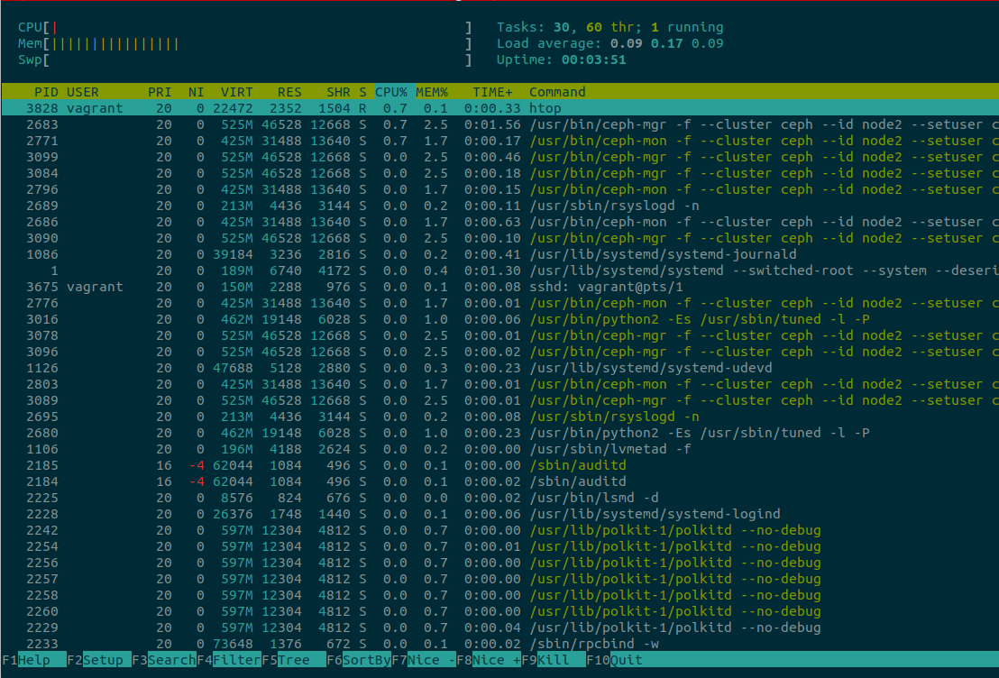 CPU[| ] Tasks: 30, 60 thr; 1 running
Mem[|||||||||||||||| ] Load average: 0.09 0.17 0.09
Swp[ ] Uptime: 00:03:51
PID USER PRI NI VIRT RES SHR S CPU% MEM% TIME+ Command
3828 vagrant 20 0 22472 2352 1504 R 0.7 0.1 0:00.33 htop
2683 20 0 525M 46528 12668 S 0.7 2.5 0:01.56 /usr/bin/ceph-mgr -f --cluster ceph --id node2 --setuser c
2771 20 0 425M 31488 13640 S 0.7 1.7 0:00.17 /usr/bin/ceph-mon -f --cluster ceph --id node2 --setuser c
3099 20 0 525M 46528 12668 S 0.0 2.5 0:00.46 /usr/bin/ceph-mgr -f --cluster ceph --id node2 --setuser c
3084 20 0 525M 46528 12668 S 0.0 2.5 0:00.18 /usr/bin/ceph-mgr -f --cluster ceph --id node2 --setuser c
2796 20 0 425M 31488 13640 S 0.0 1.7 0:00.15 /usr/bin/ceph-mon -f --cluster ceph --id node2 --setuser c
2689 20 0 213M 4436 3144 S 0.0 0.2 0:00.11 /usr/sbin/rsyslogd -n
2686 20 0 425M 31488 13640 S 0.0 1.7 0:00.63 /usr/bin/ceph-mon -f --cluster ceph --id node2 --setuser c
3090 20 0 525M 46528 12668 S 0.0 2.5 0:00.10 /usr/bin/ceph-mgr -f --cluster ceph --id node2 --setuser c
1086 20 0 39184 3236 2816 S 0.0 0.2 0:00.41 /usr/lib/systemd/systemd-journald
1 20 0 189M 6740 4172 S 0.0 0.4 0:01.30 /usr/lib/systemd/systemd --switched-root --system --deseri
3675 vagrant 20 0 150M 2288 976 S 0.0 0.1 0:00.08 sshd: vagrant@pts/1
2776 20 0 425M 31488 13640 S 0.0 1.7 0:00.01 /usr/bin/ceph-mon -f --cluster ceph --id node2 --setuser c
3016 20 0 462M 19148 6028 S 0.0 1.0 0:00.06 /usr/bin/python2 -Es /usr/sbin/tuned -l -P
3078 20 0 525M 46528 12668 S 0.0 2.5 0:00.01 /usr/bin/ceph-mgr -f --cluster ceph --id node2 --setuser c
3096 20 0 525M 46528 12668 S 0.0 2.5 0:00.02 /usr/bin/ceph-mgr -f --cluster ceph --id node2 --setuser c
1126 20 0 47688 5128 2880 S 0.0 0.3 0:00.23 /usr/lib/systemd/systemd-udevd
2803 20 0 425M 31488 13640 S 0.0 1.7 0:00.01 /usr/bin/ceph-mon -f --cluster ceph --id node2 --setuser c
3089 20 0 525M 46528 12668 S 0.0 2.5 0:00.01 /usr/bin/ceph-mgr -f --cluster ceph --id node2 --setuser c
2695 20 0 213M 4436 3144 S 0.0 0.2 0:00.08 /usr/sbin/rsyslogd -n
2680 20 0 462M 19148 6028 S 0.0 1.0 0:00.23 /usr/bin/python2 -Es /usr/sbin/tuned -l -P
1106 20 0 196M 4188 2624 S 0.0 0.2 0:00.00 /usr/sbin/lvmetad -f
2185 16 -4 62044 1084 496 S 0.0 0.1 0:00.00 /sbin/auditd
2184 16 -4 62044 1084 496 S 0.0 0.1 0:00.02 /sbin/auditd
2225 20 0 8576 824 676 S 0.0 0.0 0:00.02 /usr/bin/lsmd -d
2228 20 0 26376 1748 1440 S 0.0 0.1 0:00.06 /usr/lib/systemd/systemd-logind
2242 20 0 597M 12304 4812 S 0.0 0.7 0:00.00 /usr/lib/polkit-1/polkitd --no-debug
2254 20 0 597M 12304 4812 S 0.0 0.7 0:00.01 /usr/lib/polkit-1/polkitd --no-debug
2256 20 0 597M 12304 4812 S 0.0 0.7 0:00.00 /usr/lib/polkit-1/polkitd --no-debug
2257 20 0 597M 12304 4812 S 0.0 0.7 0:00.00 /usr/lib/polkit-1/polkitd --no-debug
2258 20 0 597M 12304 4812 S 0.0 0.7 0:00.00 /usr/lib/polkit-1/polkitd --no-debug
2260 20 0 597M 12304 4812 S 0.0 0.7 0:00.00 /usr/lib/polkit-1/polkitd --no-debug
2229 20 0 597M 12304 4812 S 0.0 0.7 0:00.04 /usr/lib/polkit-1/polkitd --no-debug
2233 20 0 73648 1376 672 S 0.0 0.1 0:00.02 /sbin/rpcbind -w
F1Help F2Setup F3SearchF4FilterF5Tree F6SortByF7Nice -F8Nice +F9Kill F10Quit